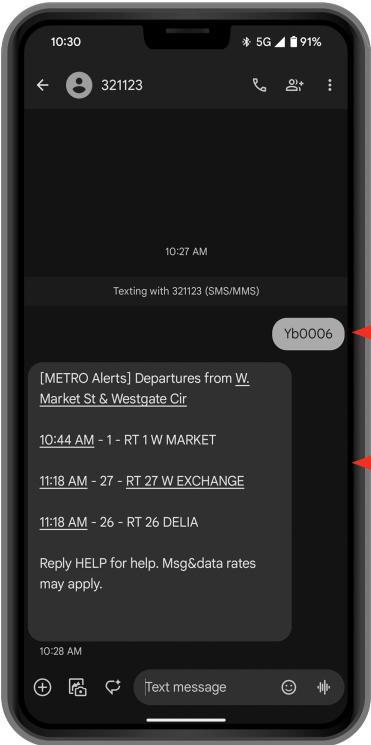 10:30
5G 91%
321123
10:27 AM
Texting with 321123 (SMS/MMS)
Yb0006
[METRO Alerts] Departures from W.
Market St & Westgate Cir
10:44 AM - 1 - RT 1 W MARKET
11:18 AM - 27 - RT 27 W EXCHANGE
11:18 AM - 26 - RT 26 DELIA
Reply HELP for help. Msg&data rates
may apply.
10:28 AM
Text message